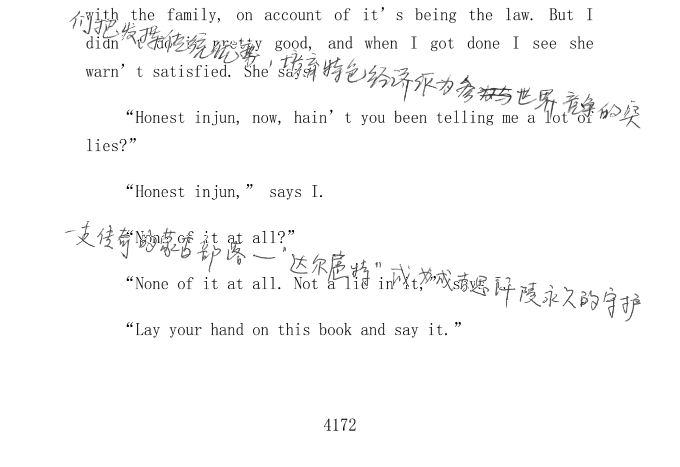 with the family, on account of it's being the law. But I
们把发挥传统优势，培育特色经济作为参与世界竞争的突
didn't do it pretty good, and when I got done I see she
warn't satisfied. She says:
“Honest injun, now, hain't you been telling me a lot of
lies?”
“Honest injun,” says I.
一支传奇的蒙古部落—“达尔扈特”成为成吉思汗陵永久的守护
“None of it at all?”
“None of it at all. Not a lie in it,” says I.
“Lay your hand on this book and say it.”
4172